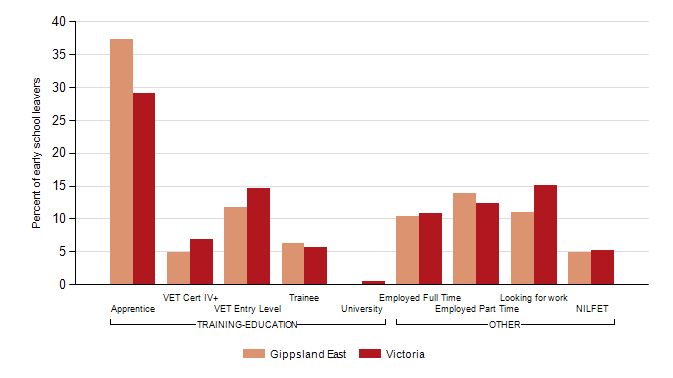 40
35
30
25
20
15
10
5
0
Percent of early school leavers
VET Cert IV+ Trainee Employed Full Time Looking for work
Apprentice VET Entry Level University Employed Part Time NILFET
TRAINING-EDUCATION OTHER
Gippsland East Victoria